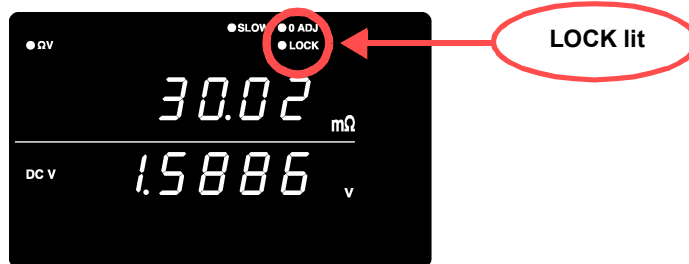 ●SLOW ●0 ADJ
●ΩV ●LOCK
LOCK lit
30.02 mΩ
DC V 1.5886 V